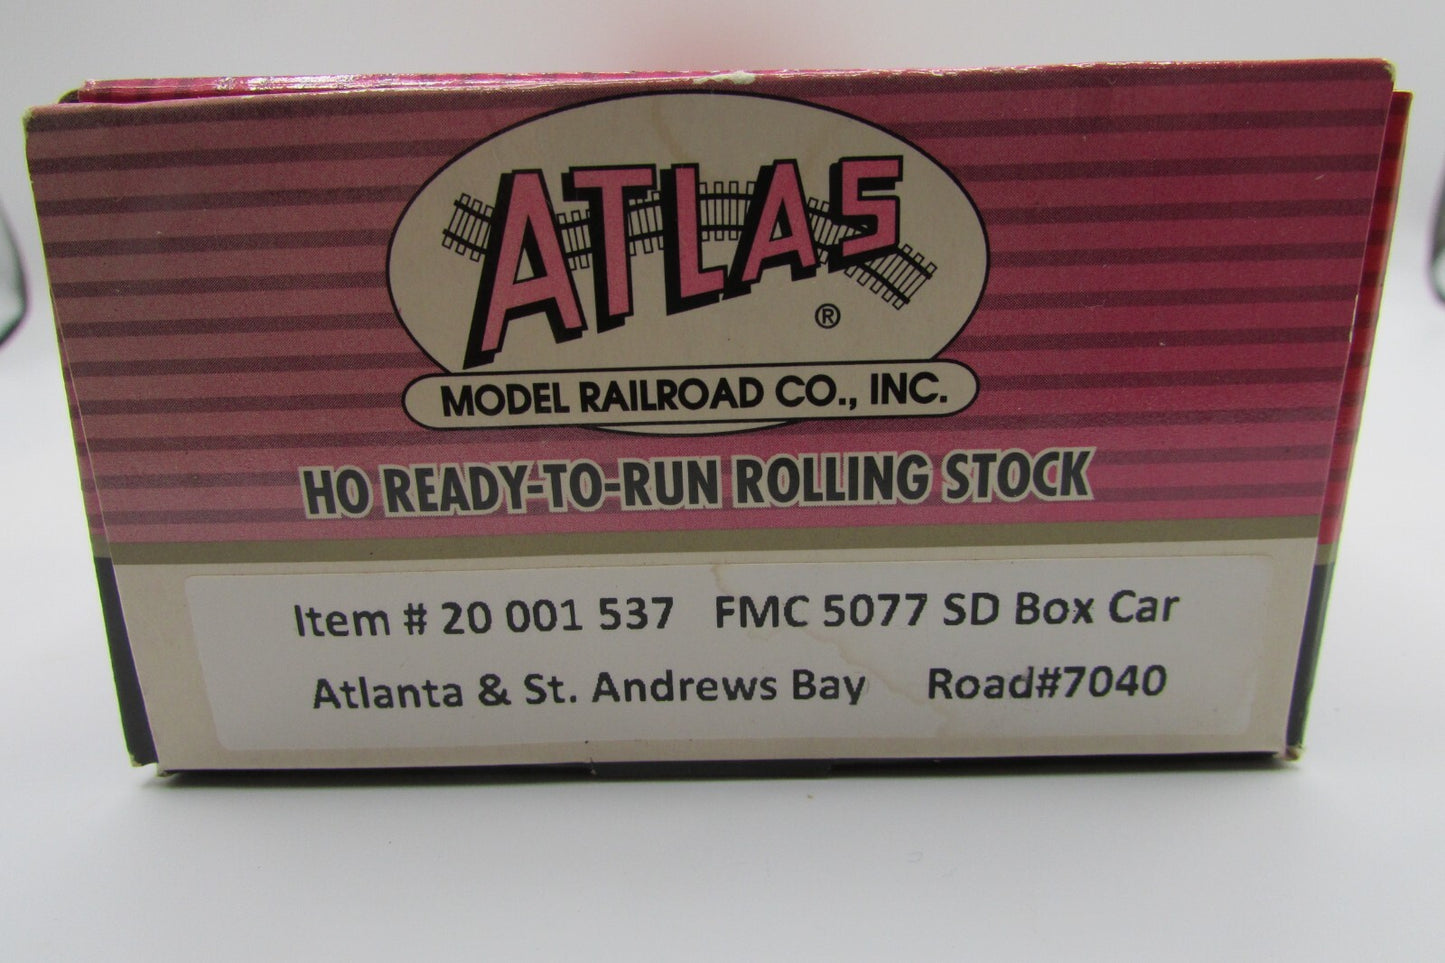 ATLAS
®
MODEL RAILROAD CO., INC.
HO READY-TO-RUN ROLLING STOCK
Item # 20 001 537 FMC 5077 SD Box Car
Atlanta & St. Andrews Bay Road#7040